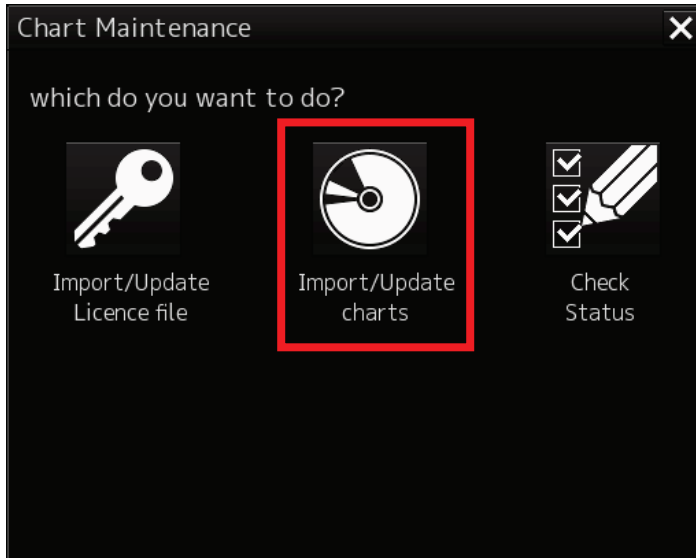 Chart Maintenance
which do you want to do?
Import/Update
Licence file
Import/Update
charts
Check
Status